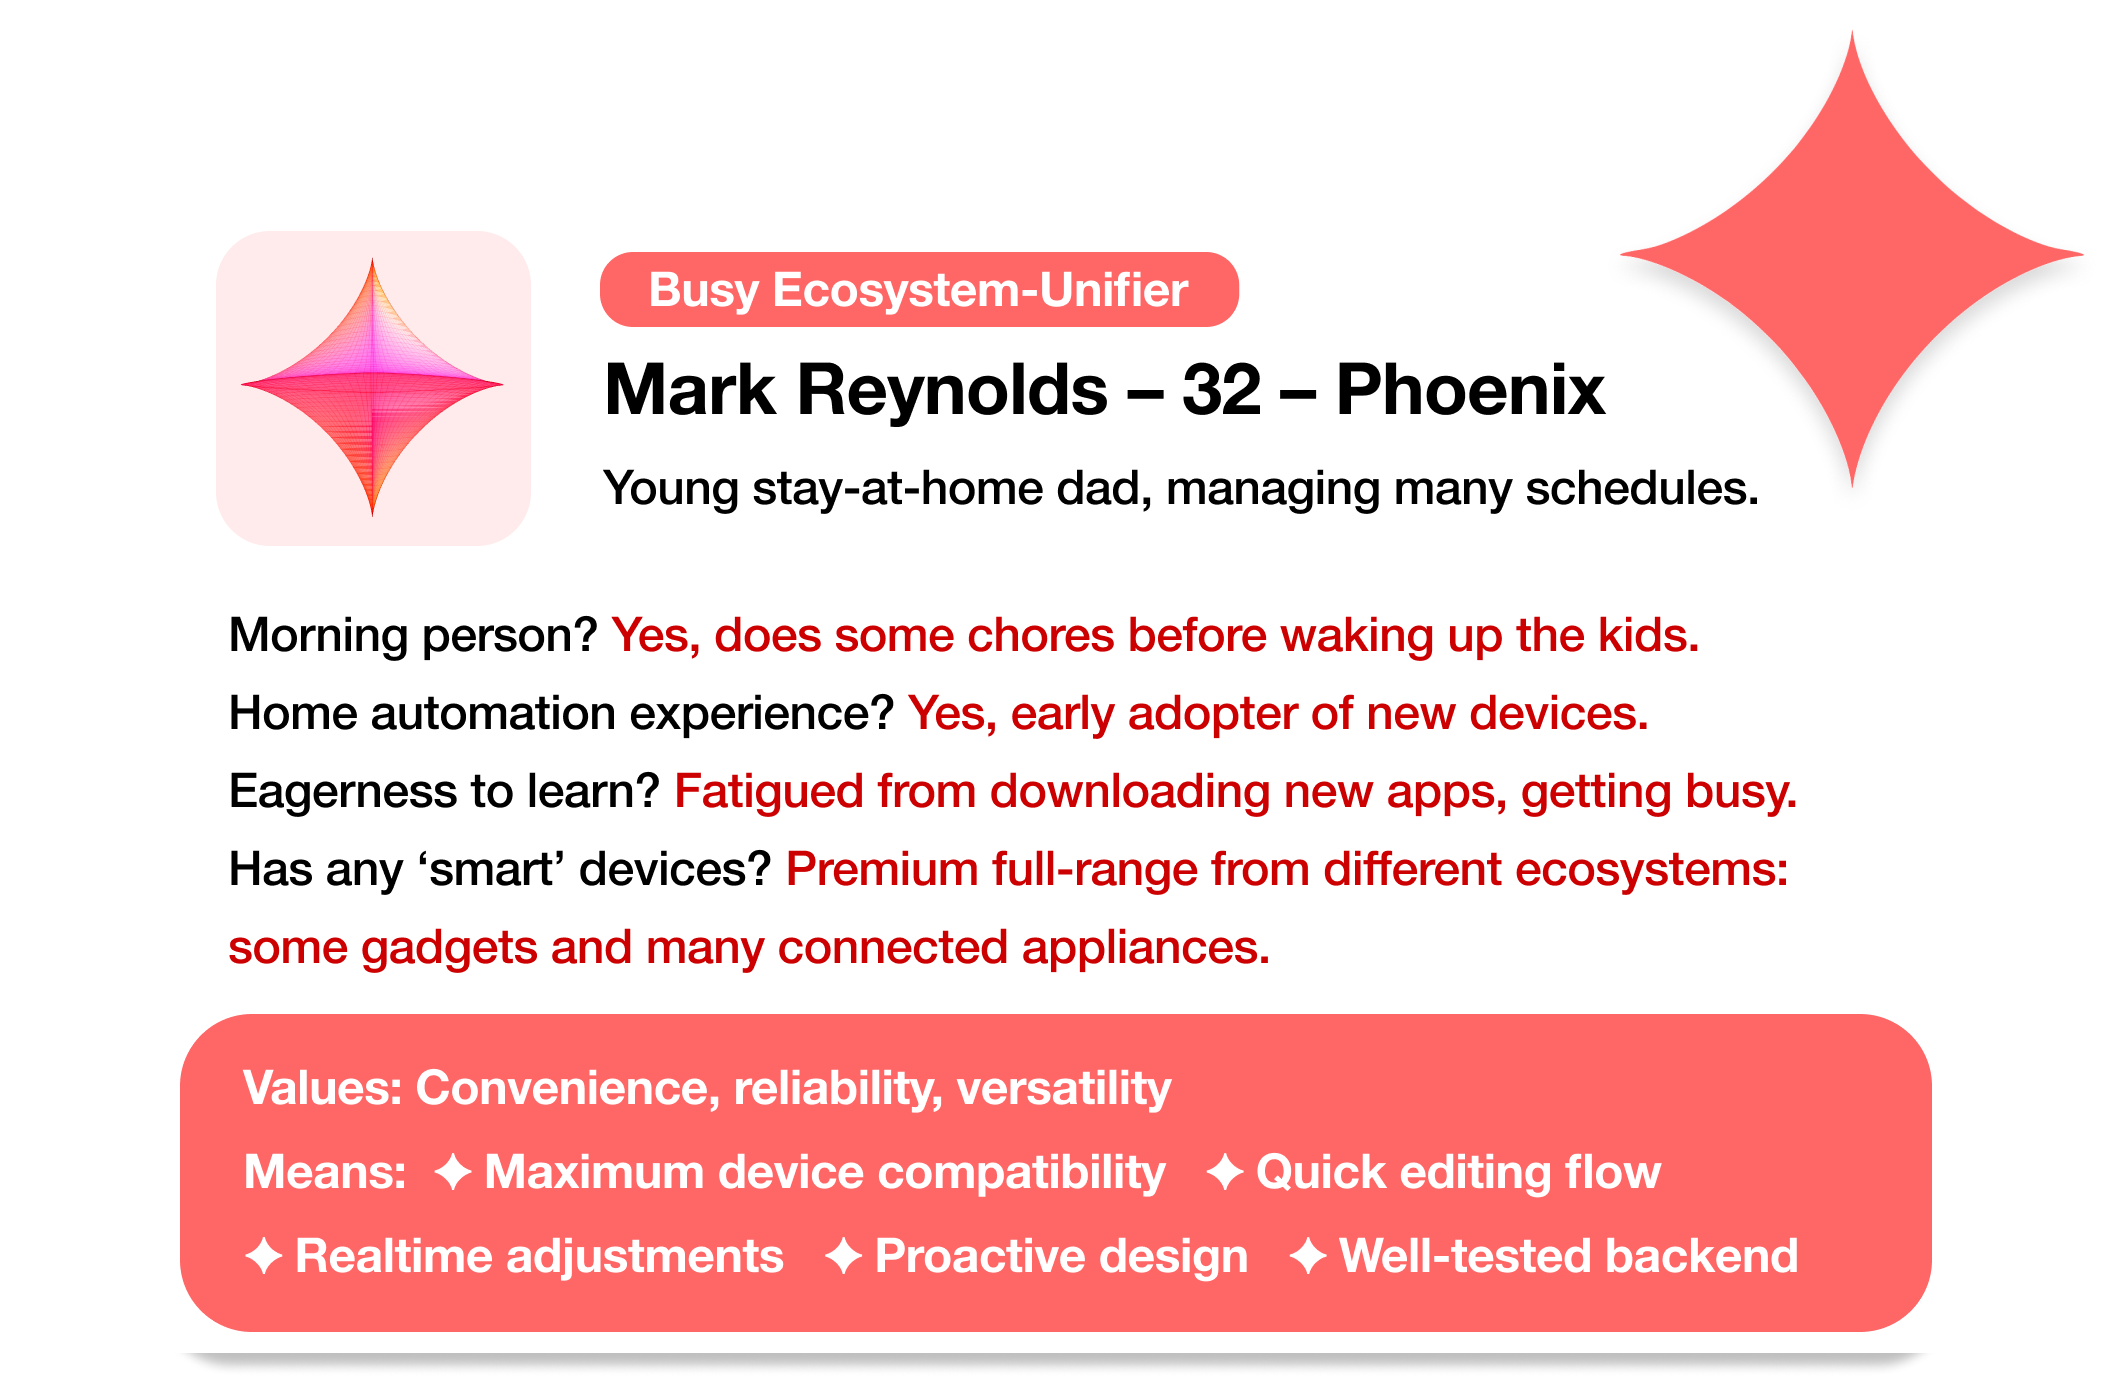 Busy Ecosystem-Unifier
Mark Reynolds – 32 – Phoenix
Young stay-at-home dad, managing many schedules.
Morning person? Yes, does some chores before waking up the kids.
Home automation experience? Yes, early adopter of new devices.
Eagerness to learn? Fatigued from downloading new apps, getting busy.
Has any ‘smart’ devices? Premium full-range from different ecosystems:
some gadgets and many connected appliances.
Values: Convenience, reliability, versatility
Means: ✦ Maximum device compatibility ✦ Quick editing flow
✦ Realtime adjustments ✦ Proactive design ✦ Well-tested backend